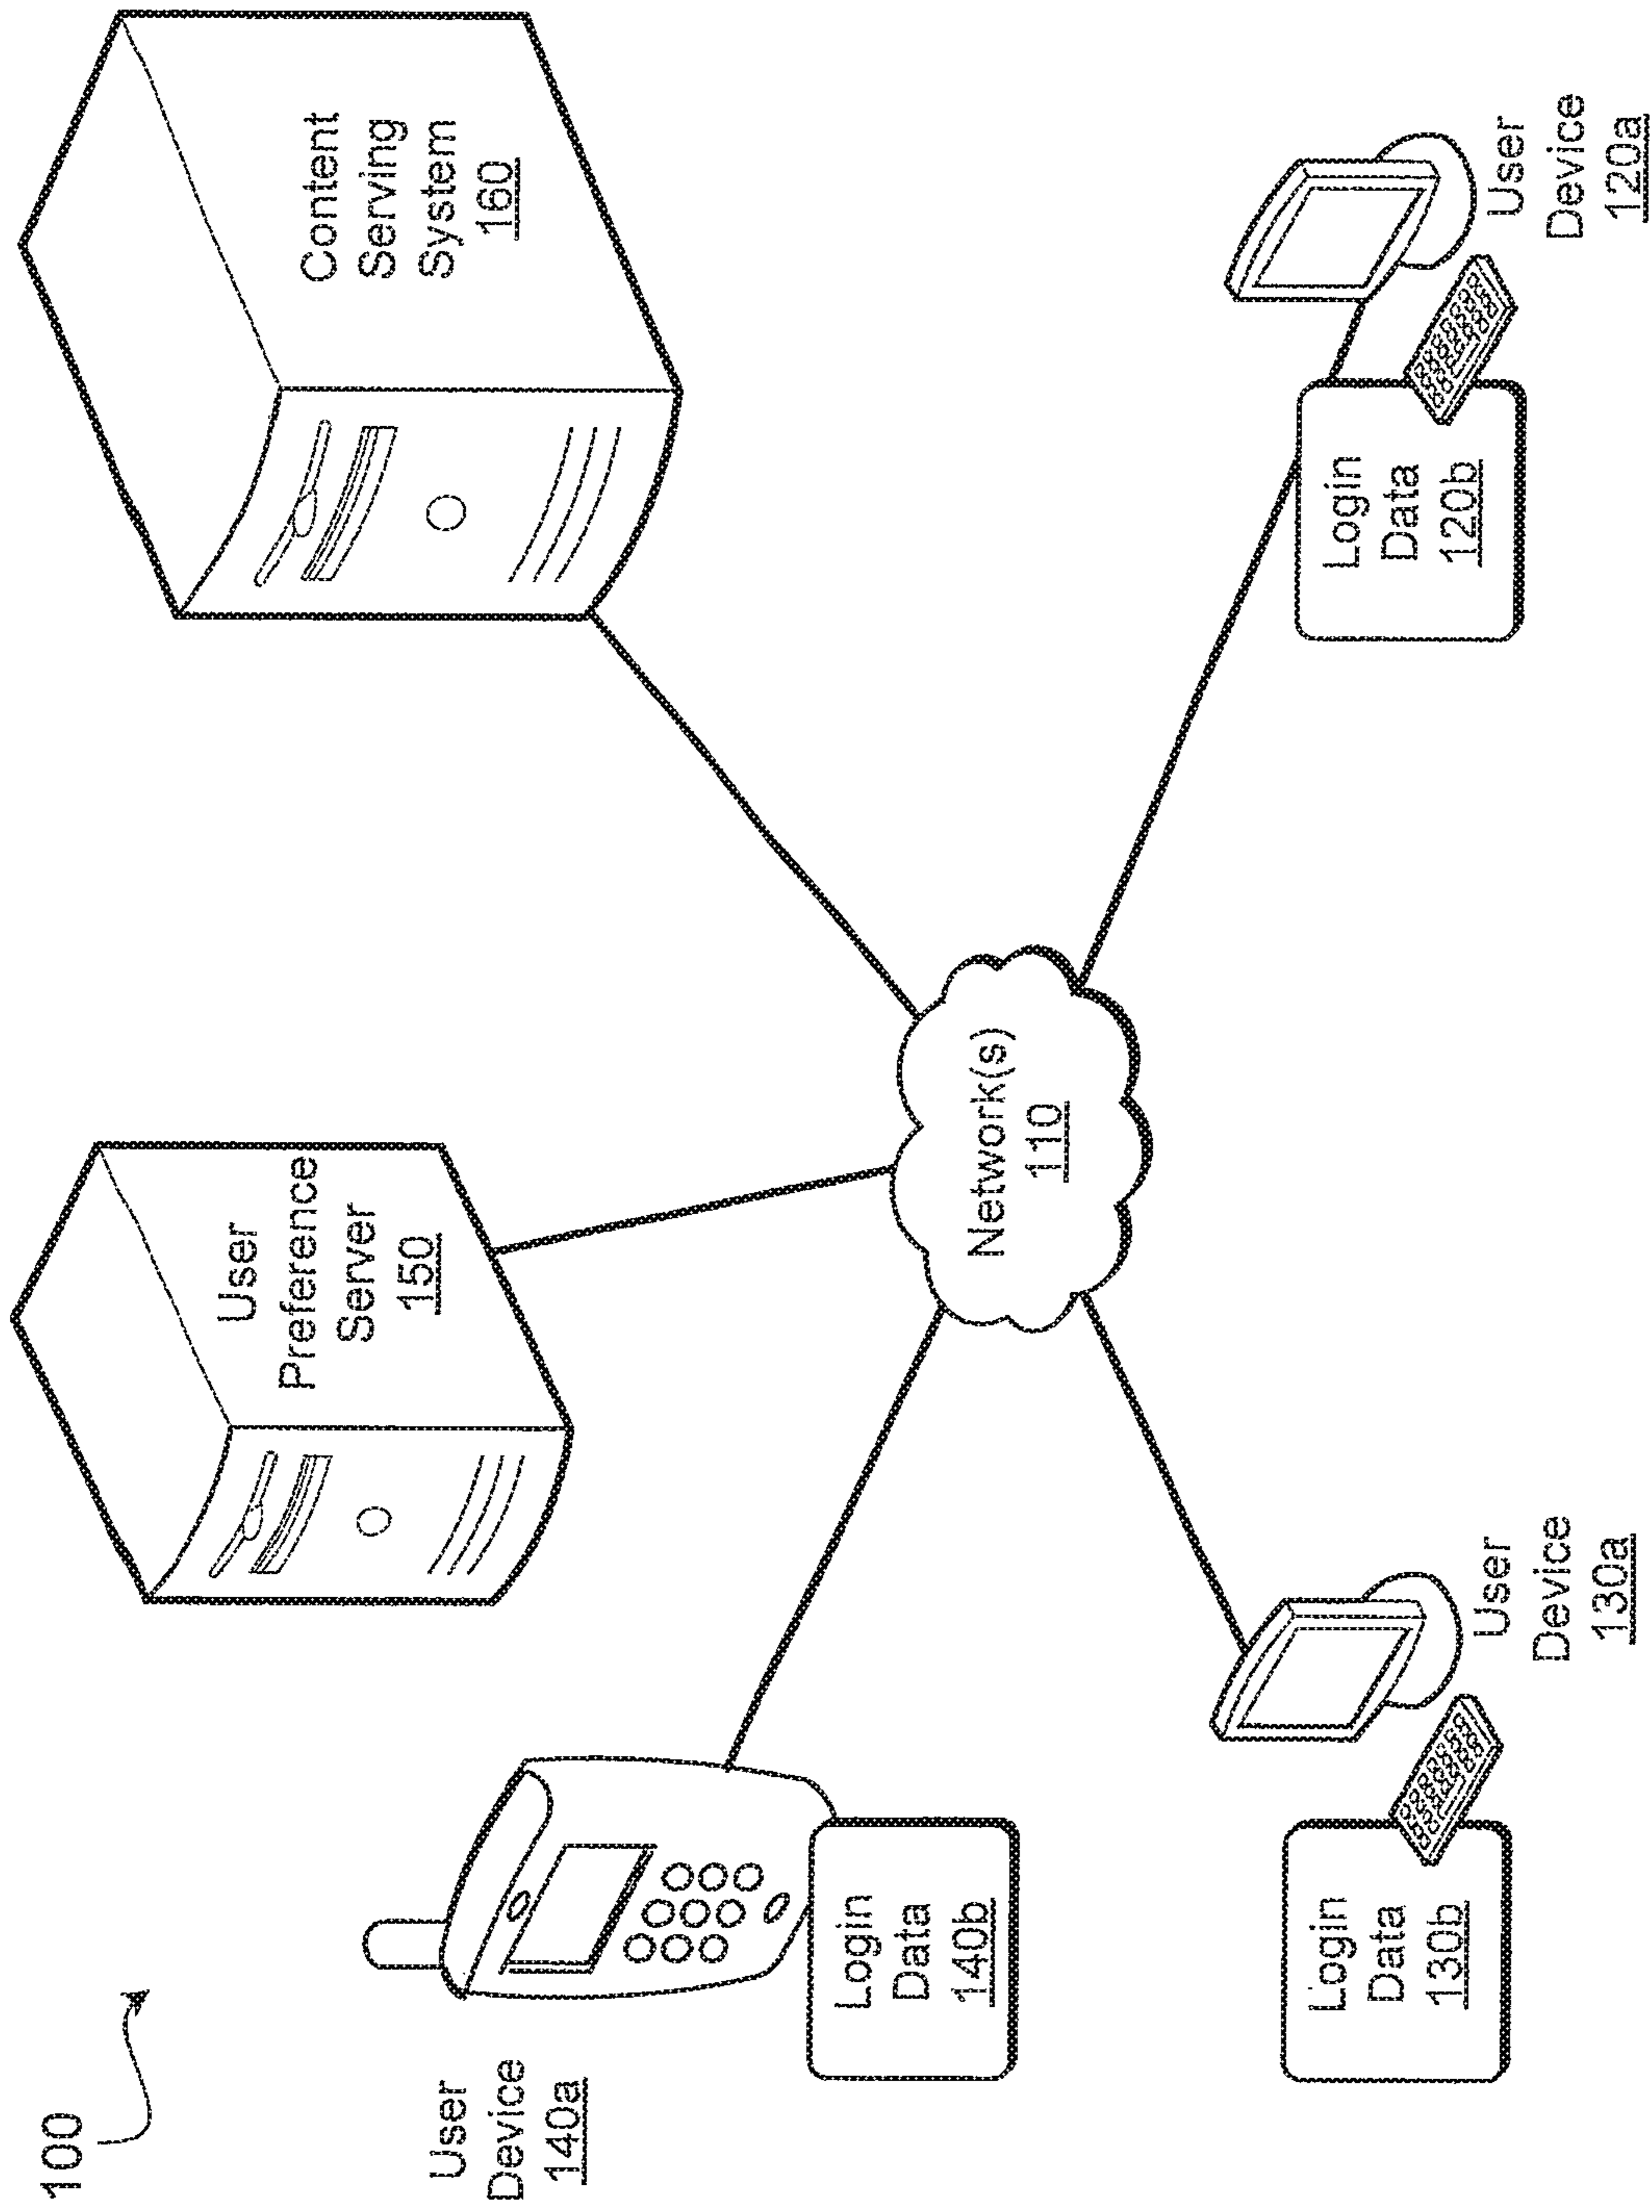 100
User
Device
140a
Login
Data
140b
User
Preference
Server
150
Content
Serving
System
160
Network(s)
110
Login
Data
130b
User
Device
130a
Login
Data
120b
User
Device
120a